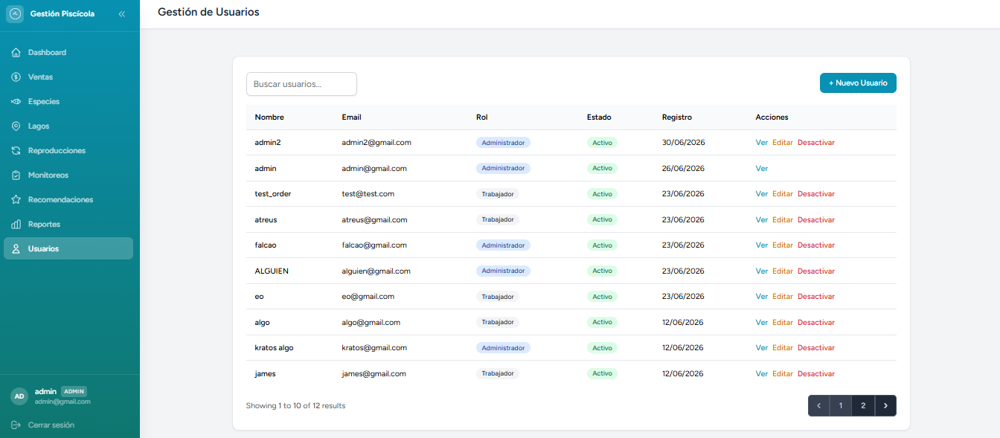 Gestión Piscícola
Dashboard
Ventas
Especies
Lagos
Reproducciones
Monitoreos
Recomendaciones
Reportes
Usuarios
AD admin ADMIN
admin@gmail.com
Cerrar sesión
Gestión de Usuarios
Buscar usuarios...
+ Nuevo Usuario
Nombre Email Rol Estado Registro Acciones
admin2 admin2@gmail.com Administrador Activo 30/06/2026 Ver Editar Desactivar
admin admin@gmail.com Administrador Activo 26/06/2026 Ver
test_order test@test.com Trabajador Activo 23/06/2026 Ver Editar Desactivar
atreus atreus@gmail.com Trabajador Activo 23/06/2026 Ver Editar Desactivar
falcao falcao@gmail.com Administrador Activo 23/06/2026 Ver Editar Desactivar
ALGUIEN alguien@gmail.com Administrador Activo 23/06/2026 Ver Editar Desactivar
eo eo@gmail.com Trabajador Activo 23/06/2026 Ver Editar Desactivar
algo algo@gmail.com Trabajador Activo 12/06/2026 Ver Editar Desactivar
kratos algo kratos@gmail.com Administrador Activo 12/06/2026 Ver Editar Desactivar
james james@gmail.com Trabajador Activo 12/06/2026 Ver Editar Desactivar
Showing 1 to 10 of 12 results
1 2